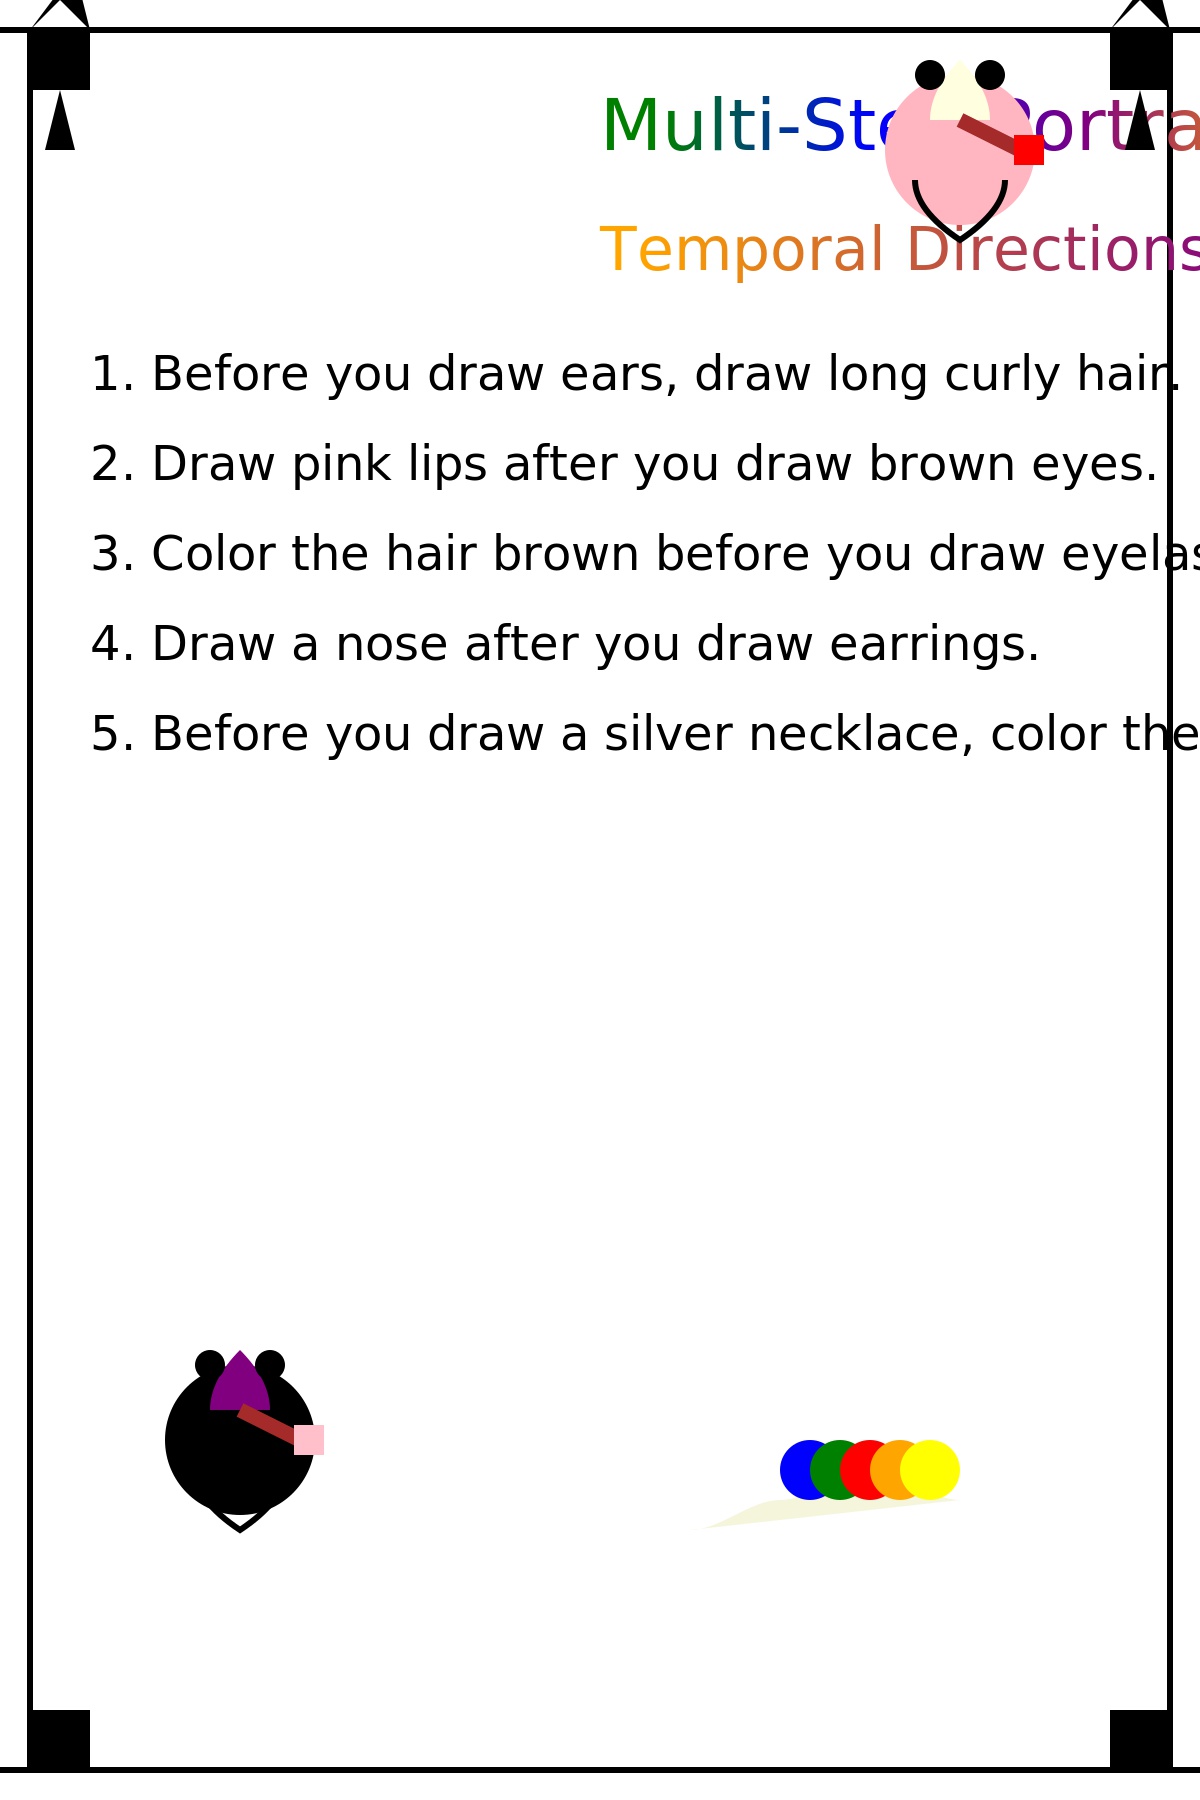 Multi-Step Portra
Temporal Directions
1. Before you draw ears, draw long curly hair.
2. Draw pink lips after you draw brown eyes.
3. Color the hair brown before you draw eyelas
4. Draw a nose after you draw earrings.
5. Before you draw a silver necklace, color the